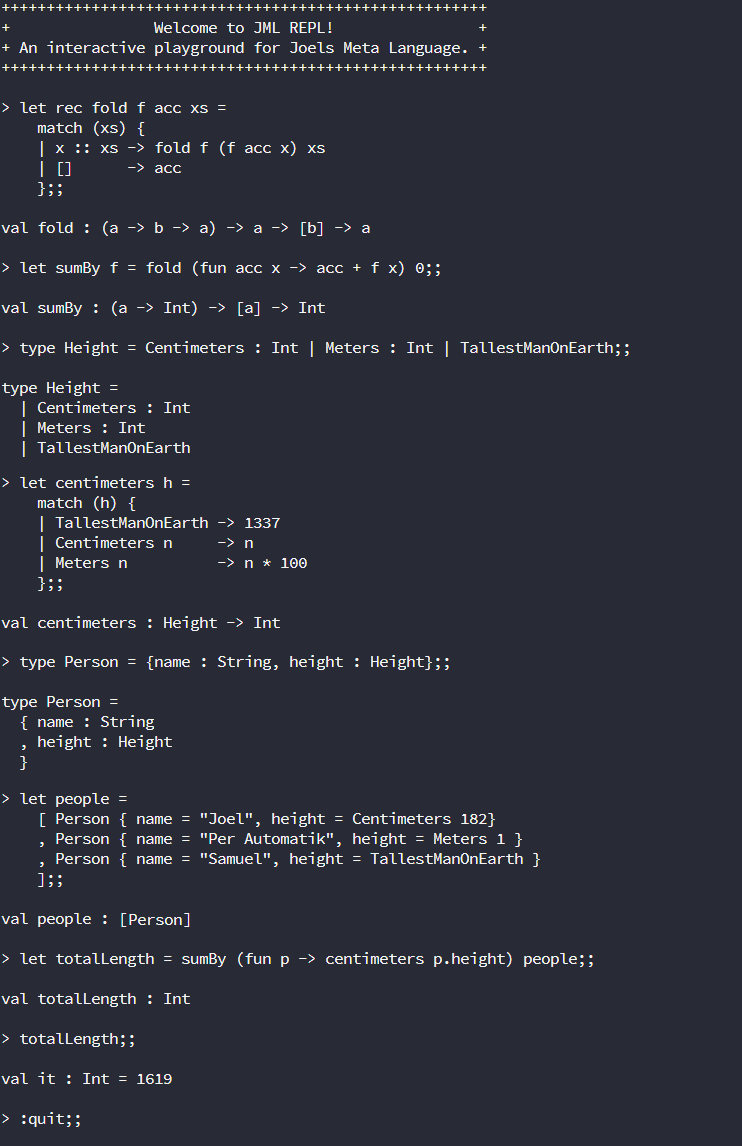 ++++++++++++++++++++++++++++++++++++++++++++++++++++++
+                Welcome to JML REPL!                +
+ An interactive playground for Joels Meta Language. +
++++++++++++++++++++++++++++++++++++++++++++++++++++++
> let rec fold f acc xs =
    match (xs) {
    | x :: xs -> fold f (f acc x) xs
    | []      -> acc
    };;
val fold : (a -> b -> a) -> a -> [b] -> a
> let sumBy f = fold (fun acc x -> acc + f x) 0;;
val sumBy : (a -> Int) -> [a] -> Int
> type Height = Centimeters : Int | Meters : Int | TallestManOnEarth;;
type Height =
  | Centimeters : Int
  | Meters : Int
  | TallestManOnEarth
> let centimeters h =
    match (h) {
    | TallestManOnEarth -> 1337
    | Centimeters n     -> n
    | Meters n          -> n * 100
    };;
val centimeters : Height -> Int
> type Person = {name : String, height : Height};;
type Person =
  { name : String
  , height : Height
  }
> let people =
    [ Person { name = "Joel", height = Centimeters 182}
    , Person { name = "Per Automatik", height = Meters 1 }
    , Person { name = "Samuel", height = TallestManOnEarth }
    ];;
val people : [Person]
> let totalLength = sumBy (fun p -> centimeters p.height) people;;
val totalLength : Int
> totalLength;;
val it : Int = 1619
> :quit;;